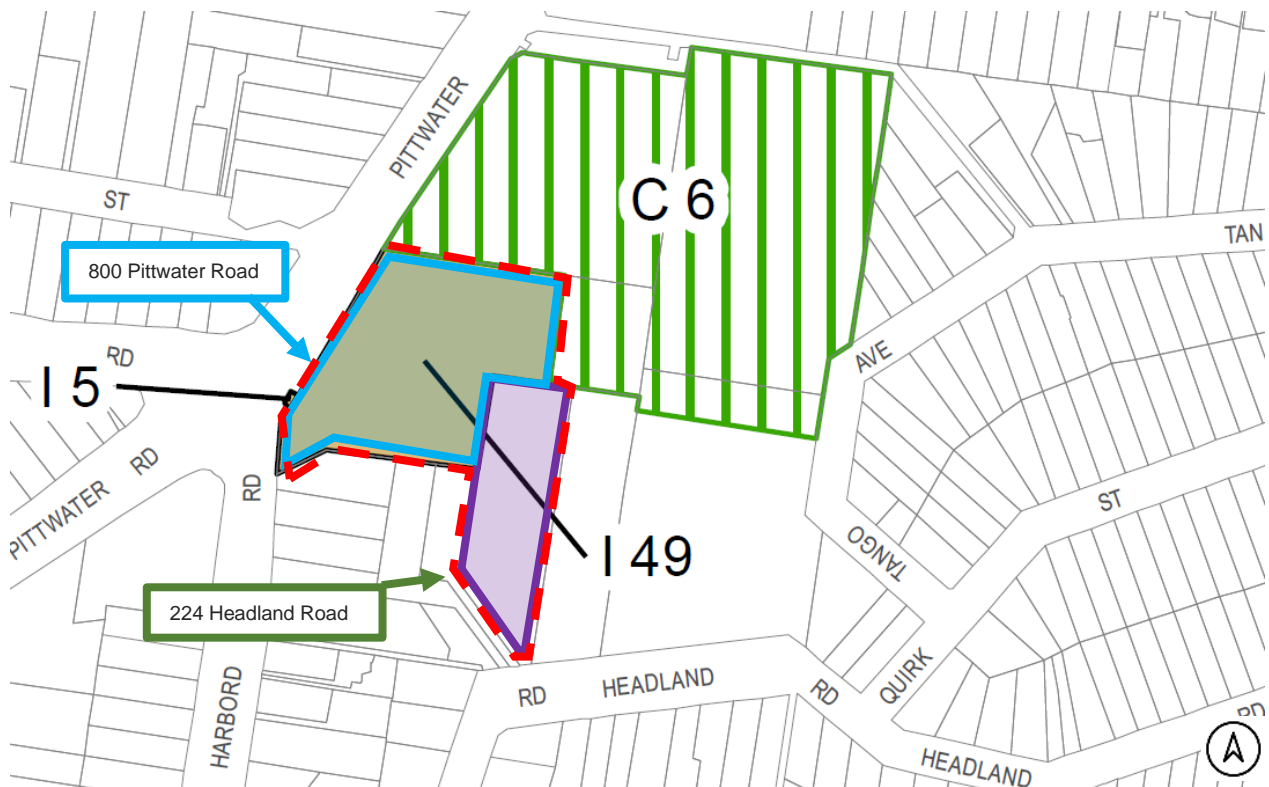 PITTWATER
C 6
ST
TAN
800 Pittwater Road
RD
AVE
I 5
RD
RD
PITTWATER
ST
TANGO
I 49
224 Headland Road
QUIRK
HEADLAND
RD
RD
HARBORD
RD
HEADLAND